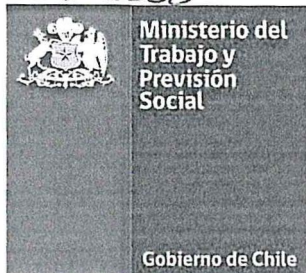 Ministerio del
Trabajo y
Previsión
Social
Gobierno de Chile